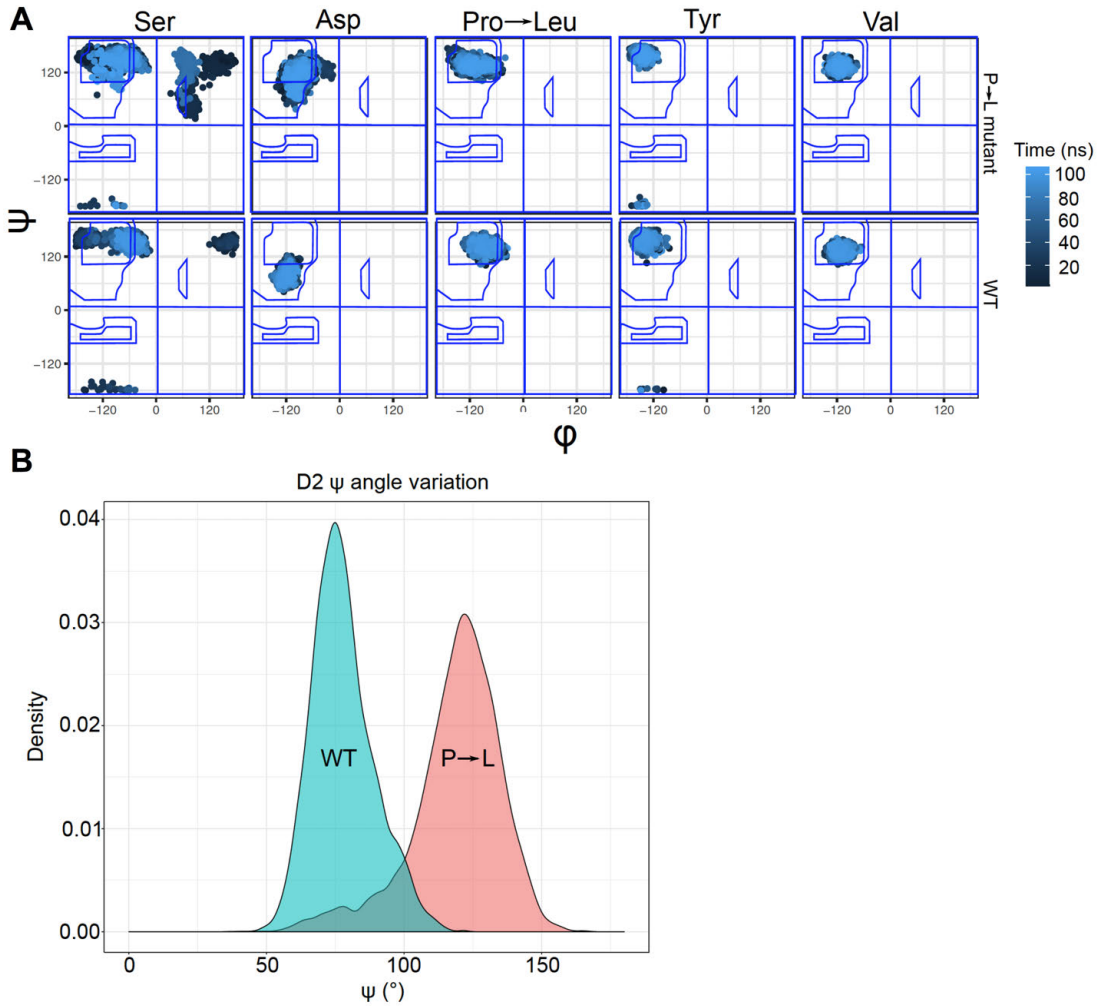 A
Ser Asp Pro→Leu Tyr Val
120
0
−120
P→L mutant
Time (ns)
100
80
60
40
20
ψ
120
0
−120
WT
−120 0 120 −120 0 120 −120 0 120 −120 0 120 −120 0 120
φ
B
D2 ψ angle variation
0.04
0.03
0.02
0.01
0.00
Density
WT
P→L
0 50 100 150
ψ (°)